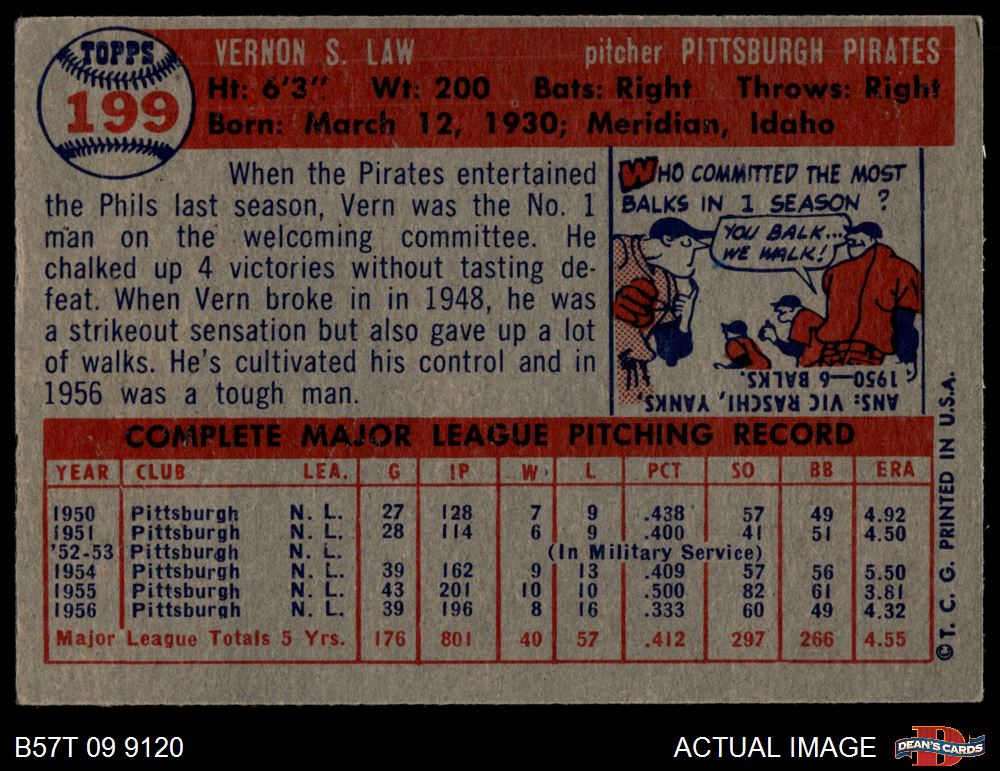 TOPPS
199
VERNON S. LAW pitcher PITTSBURGH PIRATES
Ht: 6'3" Wt: 200 Bats: Right Throws: Right
Born: March 12, 1930; Meridian, Idaho
When the Pirates entertained
the Phils last season, Vern was the No. 1
man on the welcoming committee. He
chalked up 4 victories without tasting de-
feat. When Vern broke in in 1948, he was
a strikeout sensation but also gave up a lot
of walks. He's cultivated his control and in
1956 was a tough man.
WHO COMMITTED THE MOST
BALKS IN 1 SEASON ?
YOU BALK...
WE WALK!
ANS: VIC RASCHI, YANKS,
1950—6 BALKS.
COMPLETE MAJOR LEAGUE PITCHING RECORD
YEAR CLUB LEA. G IP W L PCT SO BB ERA
1950 Pittsburgh N. L. 27 128 7 9 .438 57 49 4.92
1951 Pittsburgh N. L. 28 114 6 9 .400 41 51 4.50
'52-53 Pittsburgh N. L. (In Military Service)
1954 Pittsburgh N. L. 39 162 9 13 .409 57 56 5.50
1955 Pittsburgh N. L. 43 201 10 10 .500 82 61 3.81
1956 Pittsburgh N. L. 39 196 8 16 .333 60 49 4.32
Major League Totals 5 Yrs. 176 801 40 57 .412 297 266 4.55
© T. C. G. PRINTED IN U.S.A.
B57T 09 9120
ACTUAL IMAGE
DEAN'S CARDS